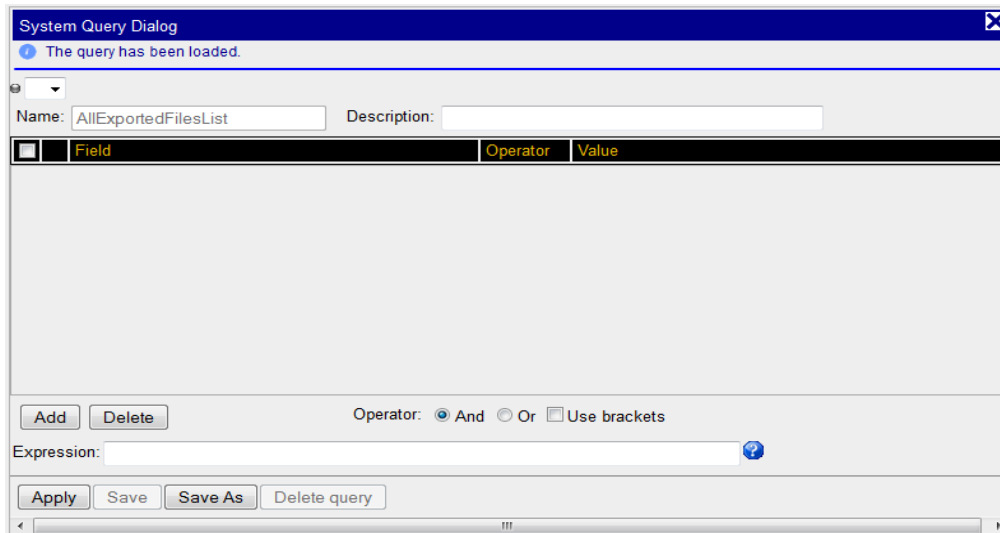 System Query Dialog
The query has been loaded.
Name: AllExportedFilesList Description:
Field Operator Value
Add Delete Operator: And Or Use brackets
Expression:
Apply Save Save As Delete query